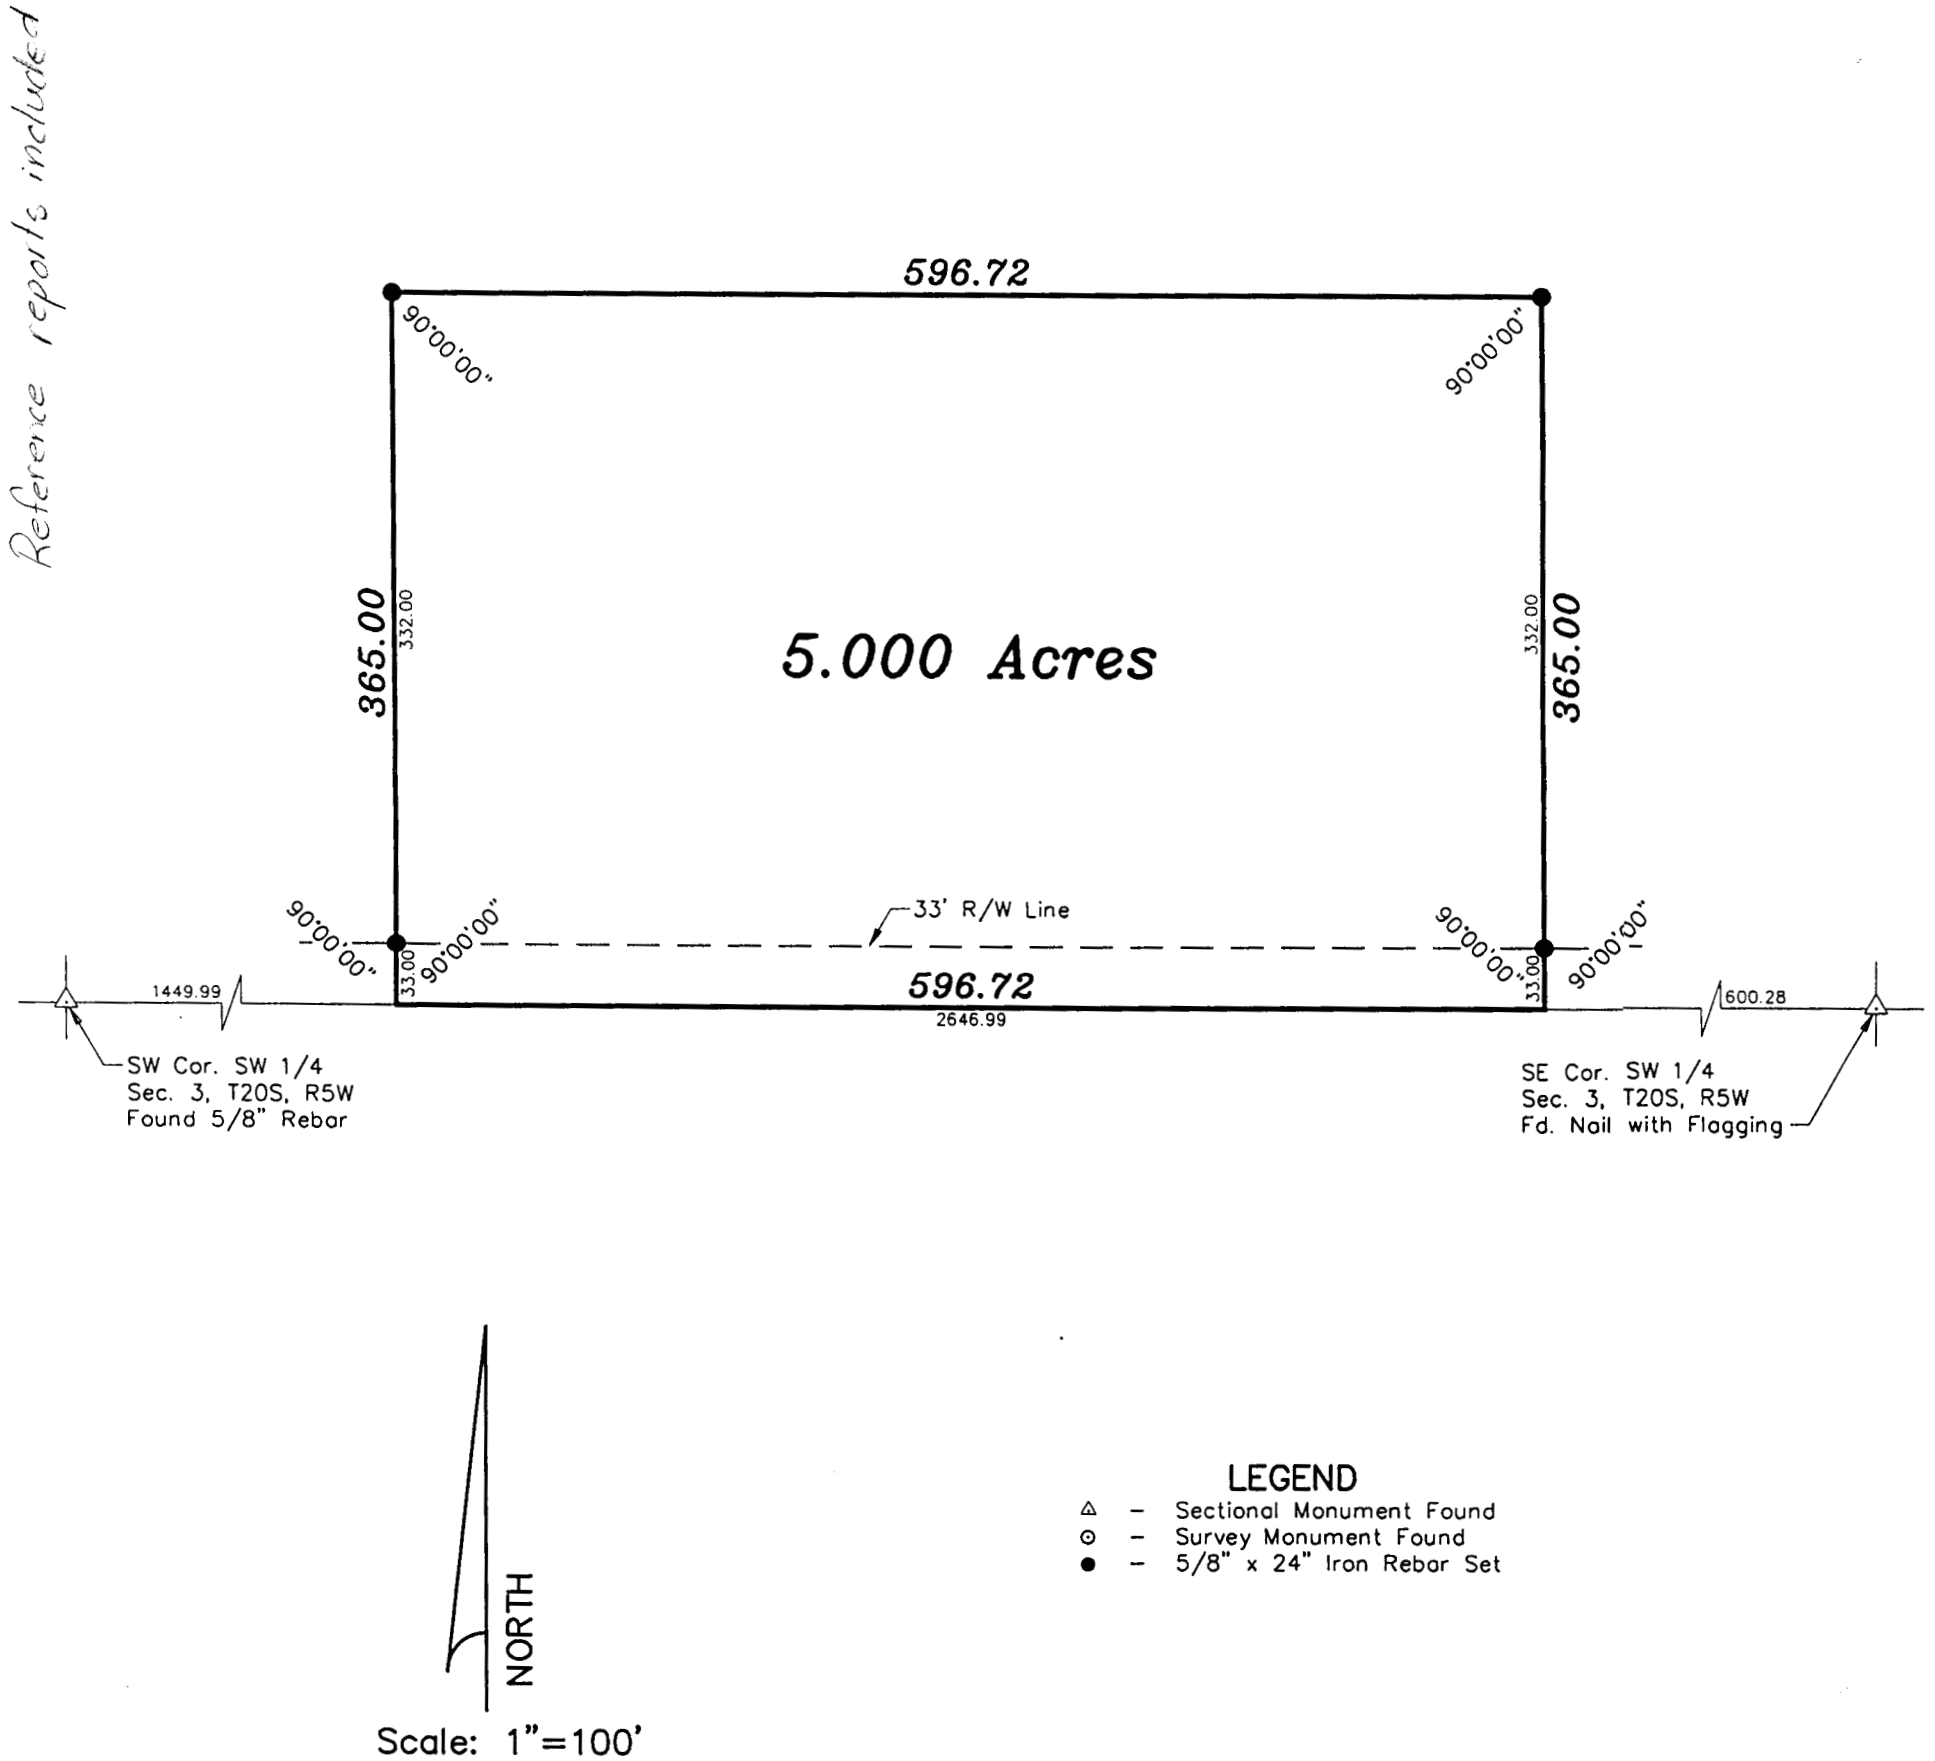 Reference reports included
596.72
90.00'00"
90.00'00"
365.00
332.00
5.000 Acres
332.00
365.00
90.00'00"
90.00'00"
33' R/W Line
90.00'00"
90.00'00"
33.00
33.00
1449.99
596.72
2646.99
600.28
SW Cor. SW 1/4
Sec. 3, T20S, R5W
Found 5/8" Rebar
SE Cor. SW 1/4
Sec. 3, T20S, R5W
Fd. Nail with Flagging
NORTH
Scale: 1"=100'
LEGEND
△ - Sectional Monument Found
⊙ - Survey Monument Found
● - 5/8" x 24" Iron Rebar Set